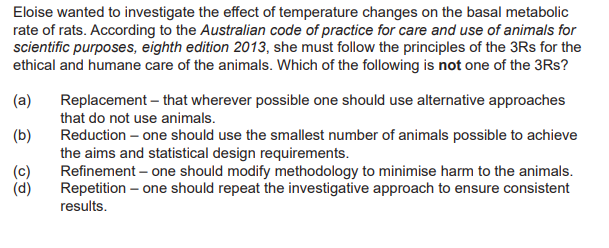 Eloise wanted to investigate the effect of temperature changes on the basal metabolic
rate of rats. According to the Australian code of practice for care and use of animals for
scientific purposes, eighth edition 2013, she must follow the principles of the 3Rs for the
ethical and humane care of the animals. Which of the following is not one of the 3Rs?
(a) Replacement – that wherever possible one should use alternative approaches
that do not use animals.
(b) Reduction – one should use the smallest number of animals possible to achieve
the aims and statistical design requirements.
(c) Refinement – one should modify methodology to minimise harm to the animals.
(d) Repetition – one should repeat the investigative approach to ensure consistent
results.